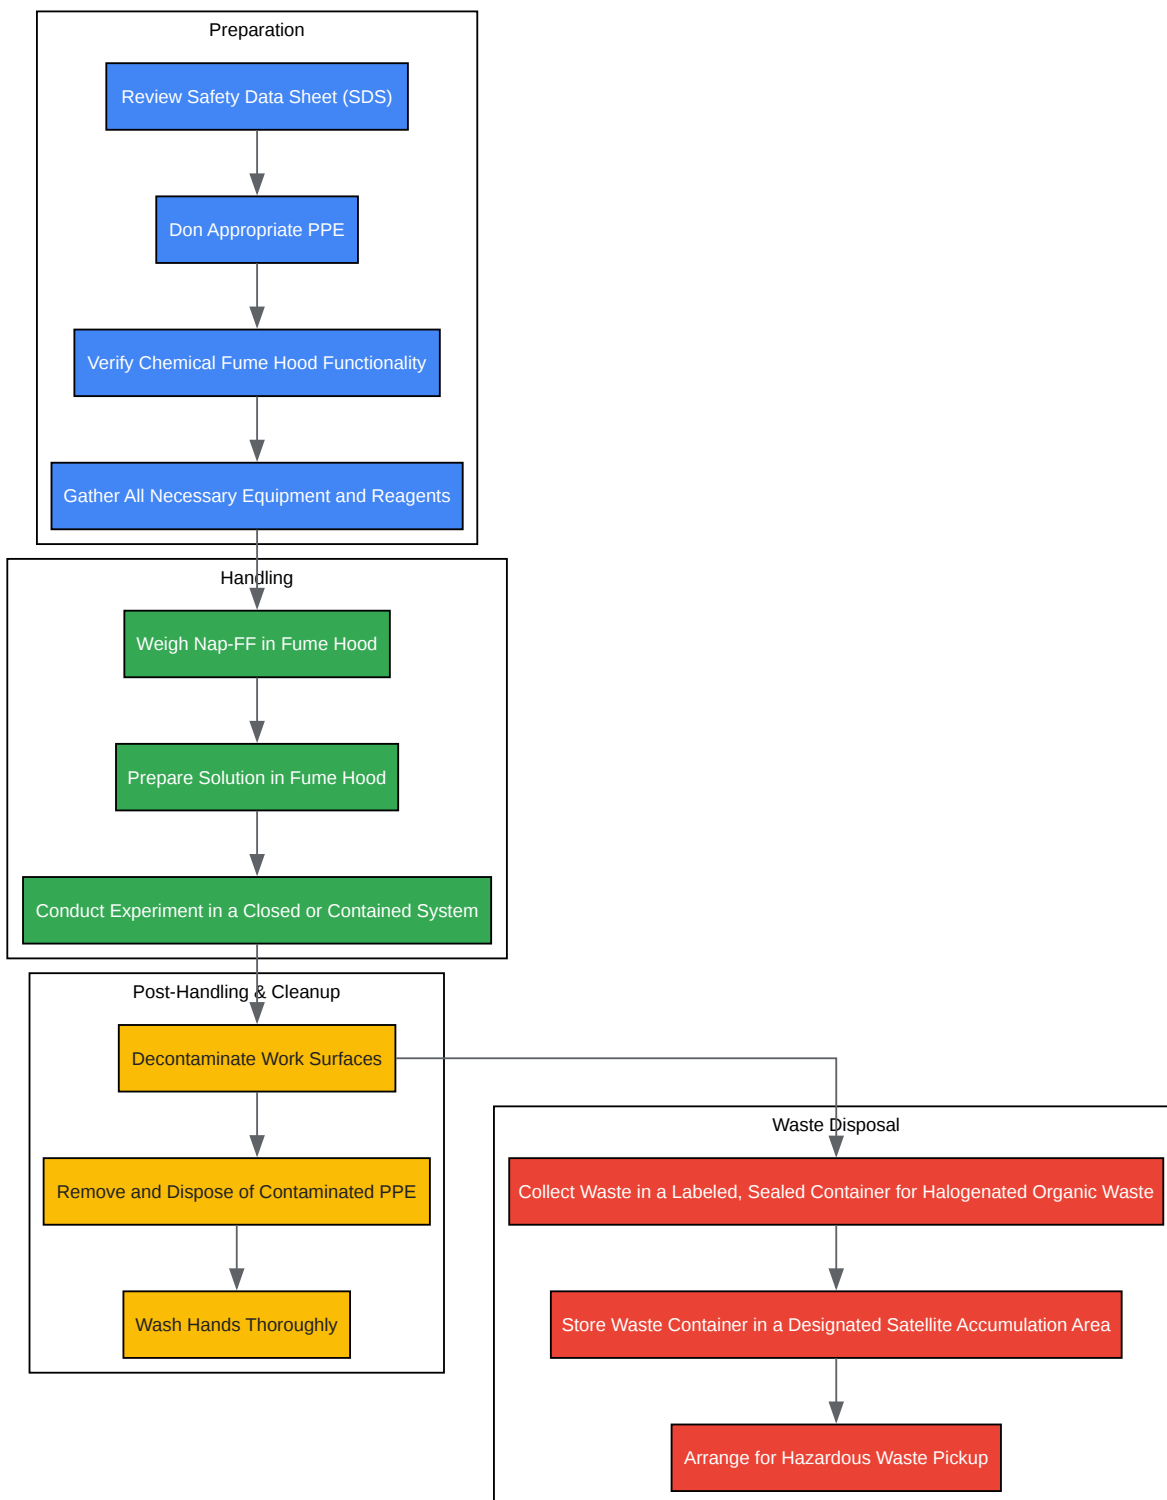 Preparation
Review Safety Data Sheet (SDS)
Don Appropriate PPE
Verify Chemical Fume Hood Functionality
Gather All Necessary Equipment and Reagents
Handling
Weigh Nap-FF in Fume Hood
Prepare Solution in Fume Hood
Conduct Experiment in a Closed or Contained System
Post-Handling & Cleanup
Decontaminate Work Surfaces
Remove and Dispose of Contaminated PPE
Wash Hands Thoroughly
Waste Disposal
Collect Waste in a Labeled, Sealed Container for Halogenated Organic Waste
Store Waste Container in a Designated Satellite Accumulation Area
Arrange for Hazardous Waste Pickup